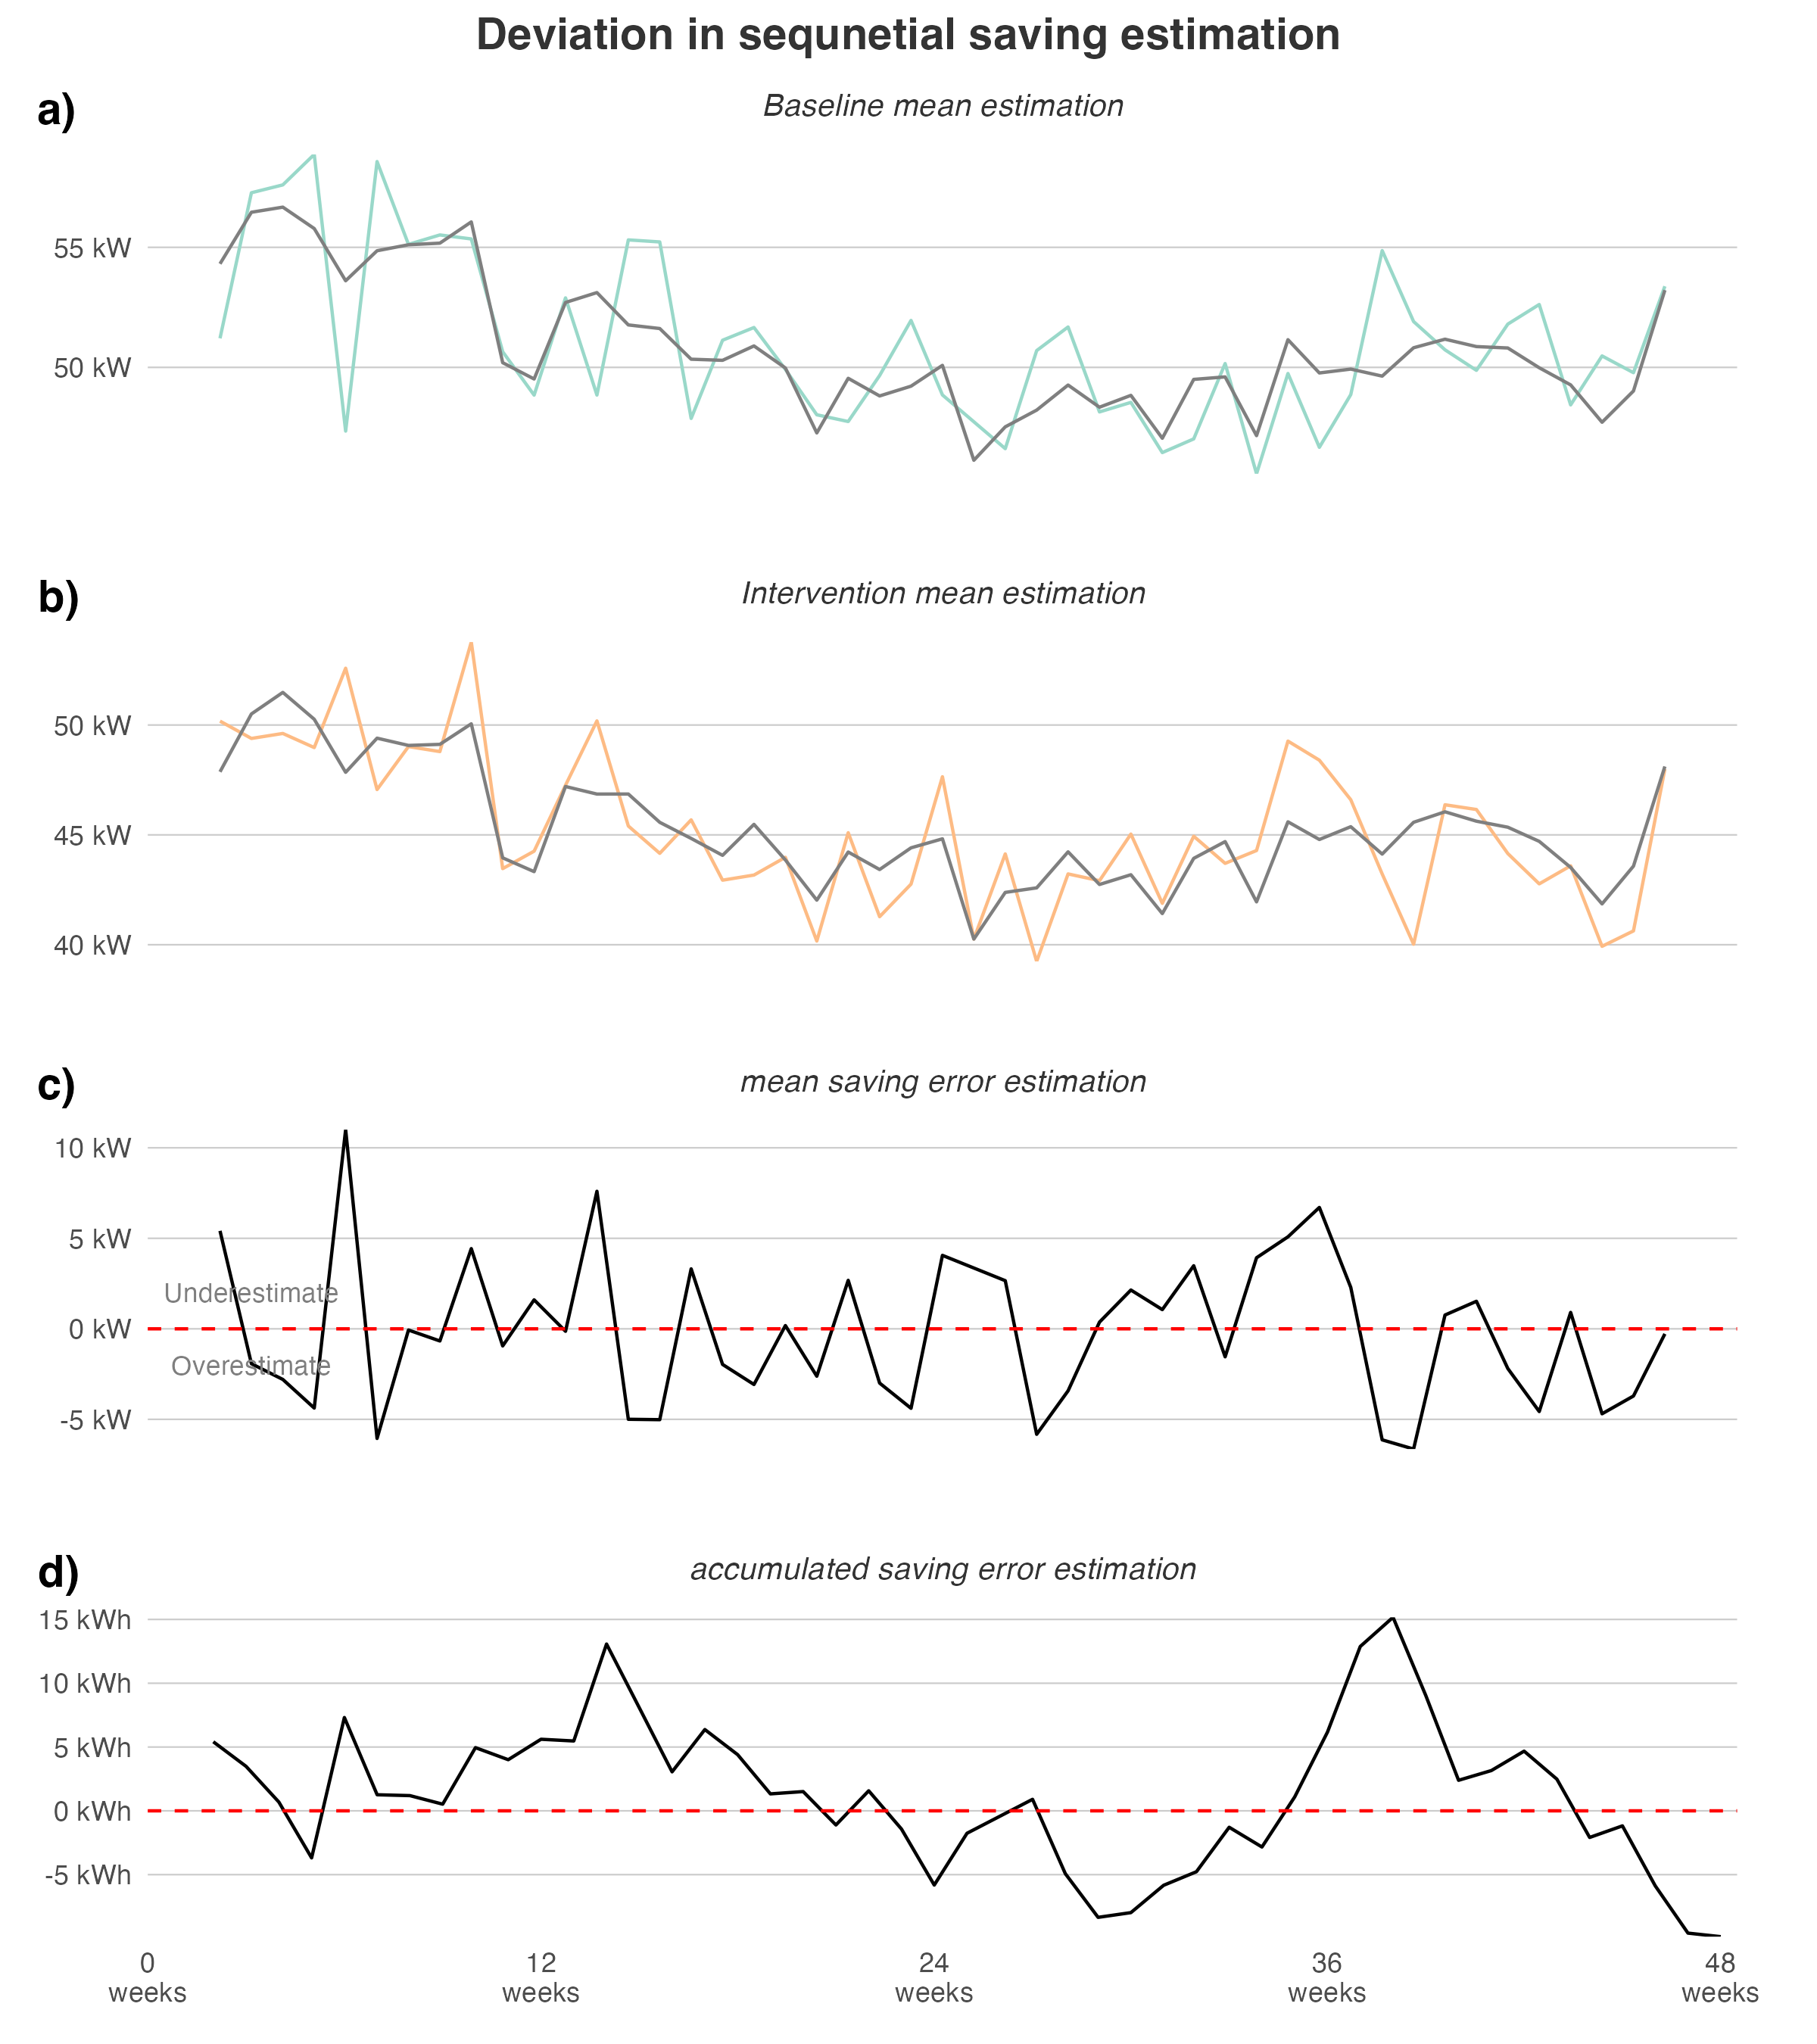 Deviation in sequnetial saving estimation
a)
Baseline mean estimation
55 kW
50 kW
b)
Intervention mean estimation
50 kW
45 kW
40 kW
c)
mean saving error estimation
10 kW
5 kW
Underestimate
0 kW
Overestimate
-5 kW
d)
accumulated saving error estimation
15 kWh
10 kWh
5 kWh
0 kWh
-5 kWh
0 12 24 36 48
weeks weeks weeks weeks weeks